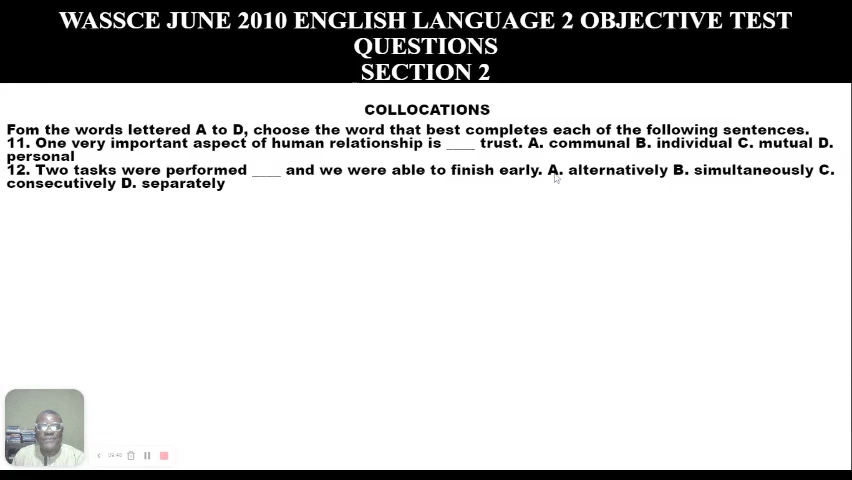 WASSCE JUNE 2010 ENGLISH LANGUAGE 2 OBJECTIVE TEST
QUESTIONS
SECTION 2
COLLOCATIONS
Fom the words lettered A to D, choose the word that best completes each of the following sentences.
11. One very important aspect of human relationship is ____ trust. A. communal B. individual C. mutual D.
personal
12. Two tasks were performed ____ and we were able to finish early. A. alternatively B. simultaneously C.
consecutively D. separately